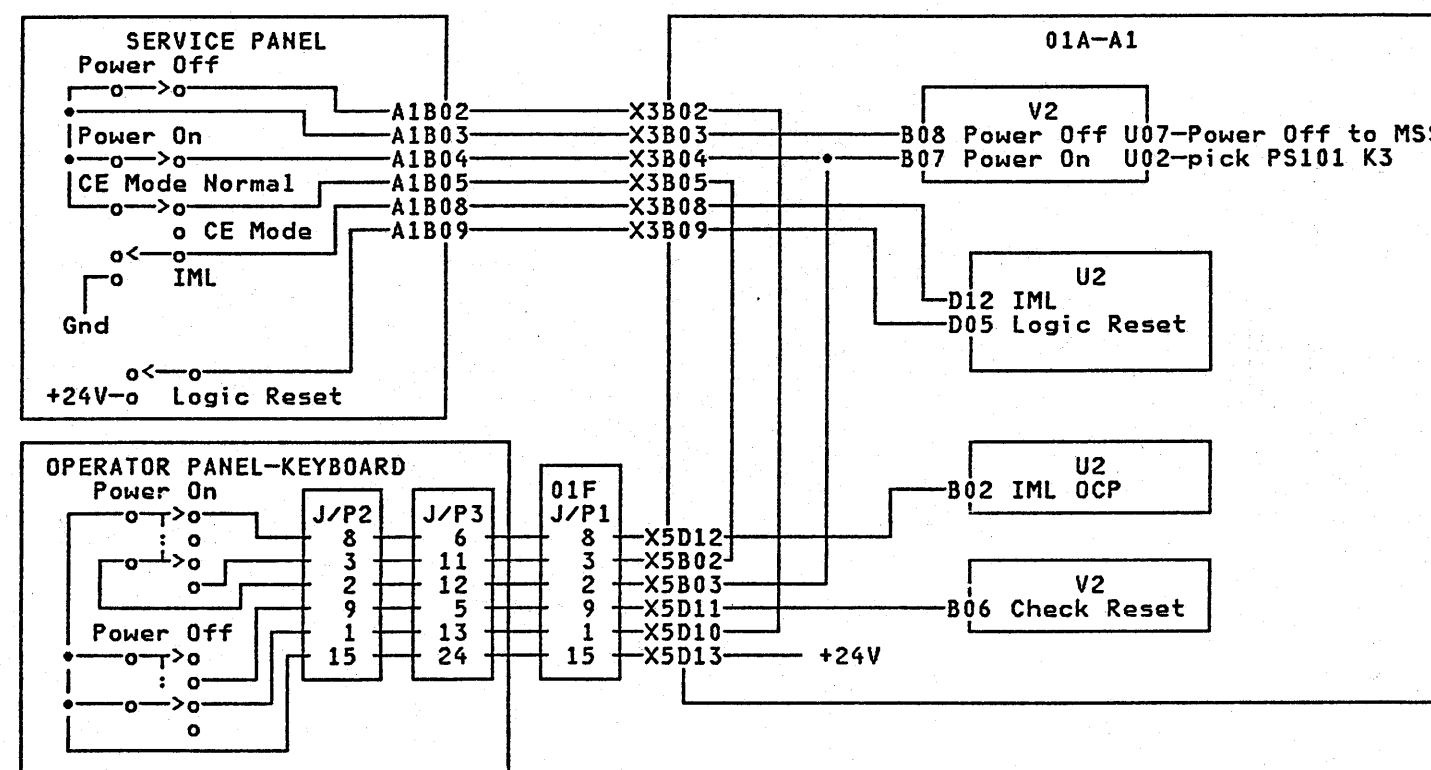 SERVICE PANEL
Power Off
A1B02
A1B03
Power On
A1B04
CE Mode Normal
A1B05
A1B08
CE Mode
A1B09
IML
Gnd
+24V
Logic Reset
01A-A1
X3B02
X3B03
X3B04
X3B05
X3B08
X3B09
V2
B08 Power Off U07-Power Off to MSS
B07 Power On U02-pick PS101 K3
U2
D12 IML
D05 Logic Reset
OPERATOR PANEL-KEYBOARD
Power On
Power Off
J/P2
8
3
2
9
1
15
J/P3
6
11
12
5
13
24
01F
J/P1
8
3
2
9
1
15
X5D12
X5B02
X5B03
X5D11
X5D10
X5D13
+24V
U2
B02 IML OCP
V2
B06 Check Reset